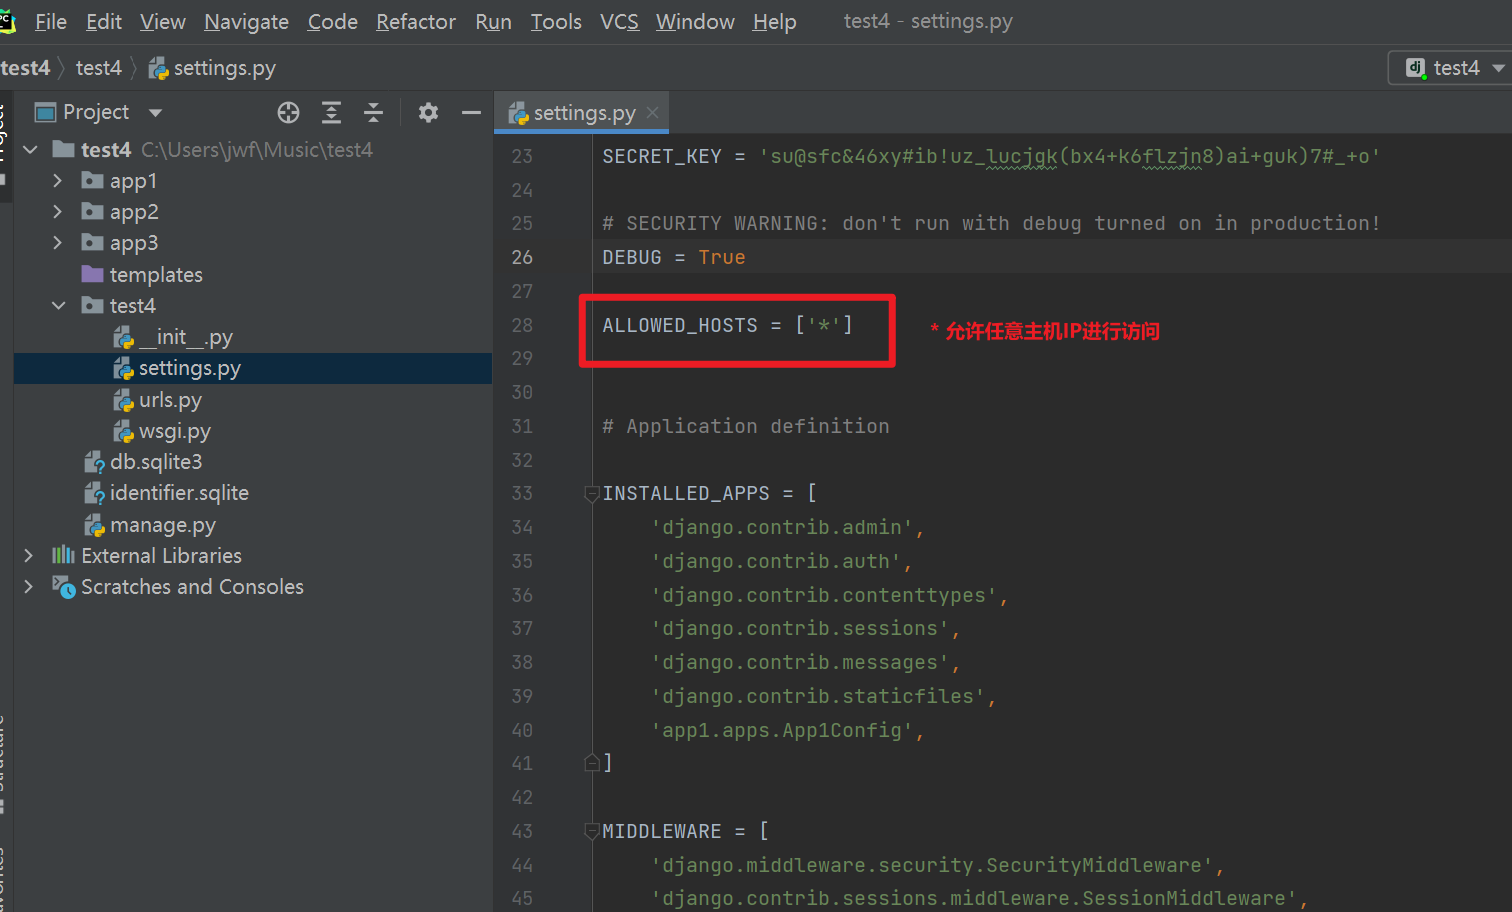 File Edit View Navigate Code Refactor Run Tools VCS Window Help test4 - settings.py
test4 test4 settings.py test4
Project settings.py
test4 C:\Users\jwf\Music\test4
app1
app2
app3
templates
test4
__init__.py
settings.py
urls.py
wsgi.py
db.sqlite3
identifier.sqlite
manage.py
External Libraries
Scratches and Consoles
23 SECRET_KEY = 'su@sfc&46xy#ib!uz_lucjgk(bx4+k6flzjn8)ai+guk)7#_+o'
24
25 # SECURITY WARNING: don't run with debug turned on in production!
26 DEBUG = True
27
28 ALLOWED_HOSTS = ['*']
* 允许任意主机IP进行访问
29
30
31 # Application definition
32
33 INSTALLED_APPS = [
34 'django.contrib.admin',
35 'django.contrib.auth',
36 'django.contrib.contenttypes',
37 'django.contrib.sessions',
38 'django.contrib.messages',
39 'django.contrib.staticfiles',
40 'app1.apps.App1Config',
41 ]
42
43 MIDDLEWARE = [
44 'django.middleware.security.SecurityMiddleware',
45 'django.contrib.sessions.middleware.SessionMiddleware',